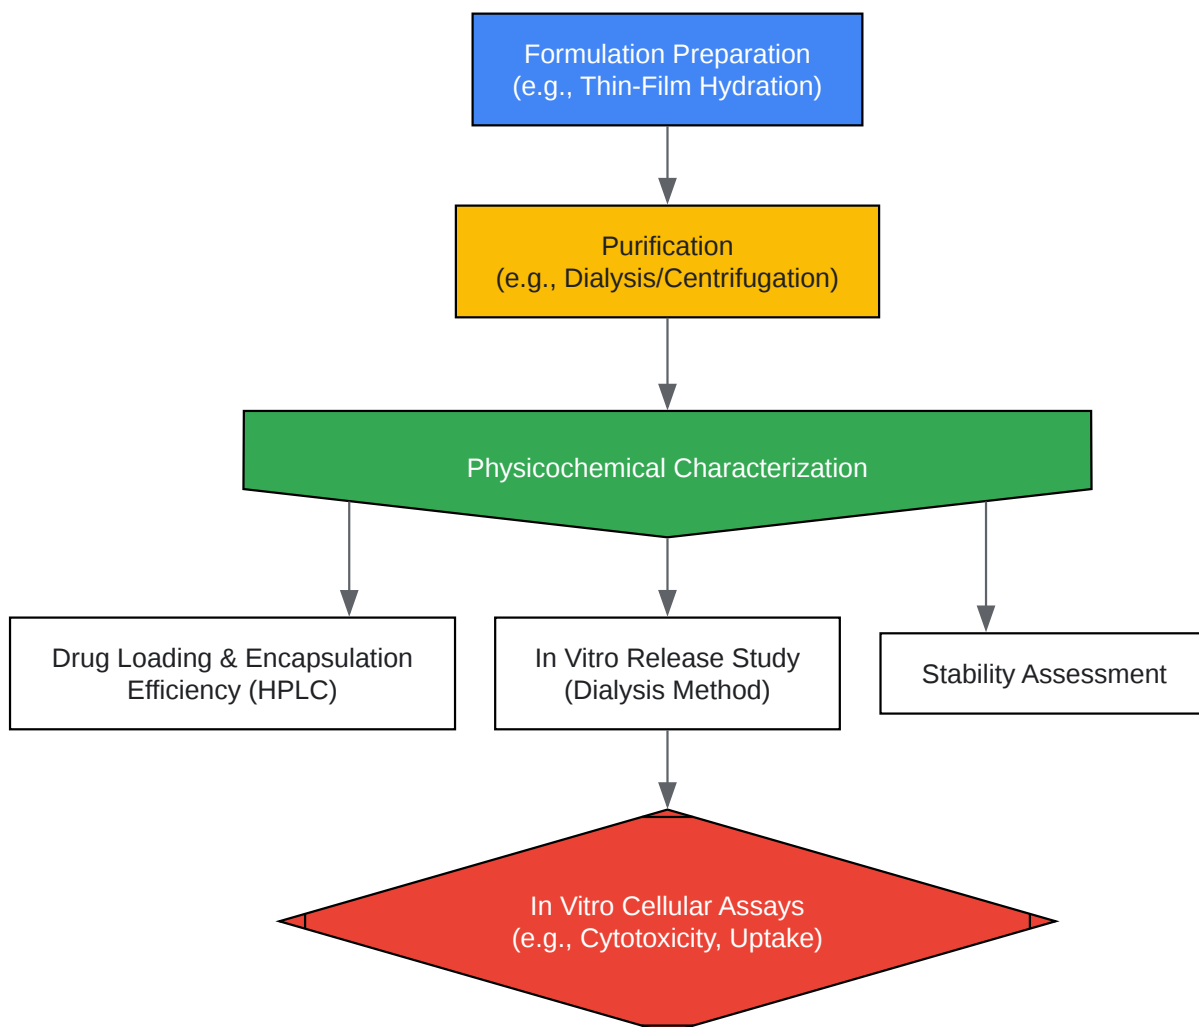 Formulation Preparation
(e.g., Thin-Film Hydration)
Purification
(e.g., Dialysis/Centrifugation)
Physicochemical Characterization
Drug Loading & Encapsulation
Efficiency (HPLC)
In Vitro Release Study
(Dialysis Method)
Stability Assessment
In Vitro Cellular Assays
(e.g., Cytotoxicity, Uptake)